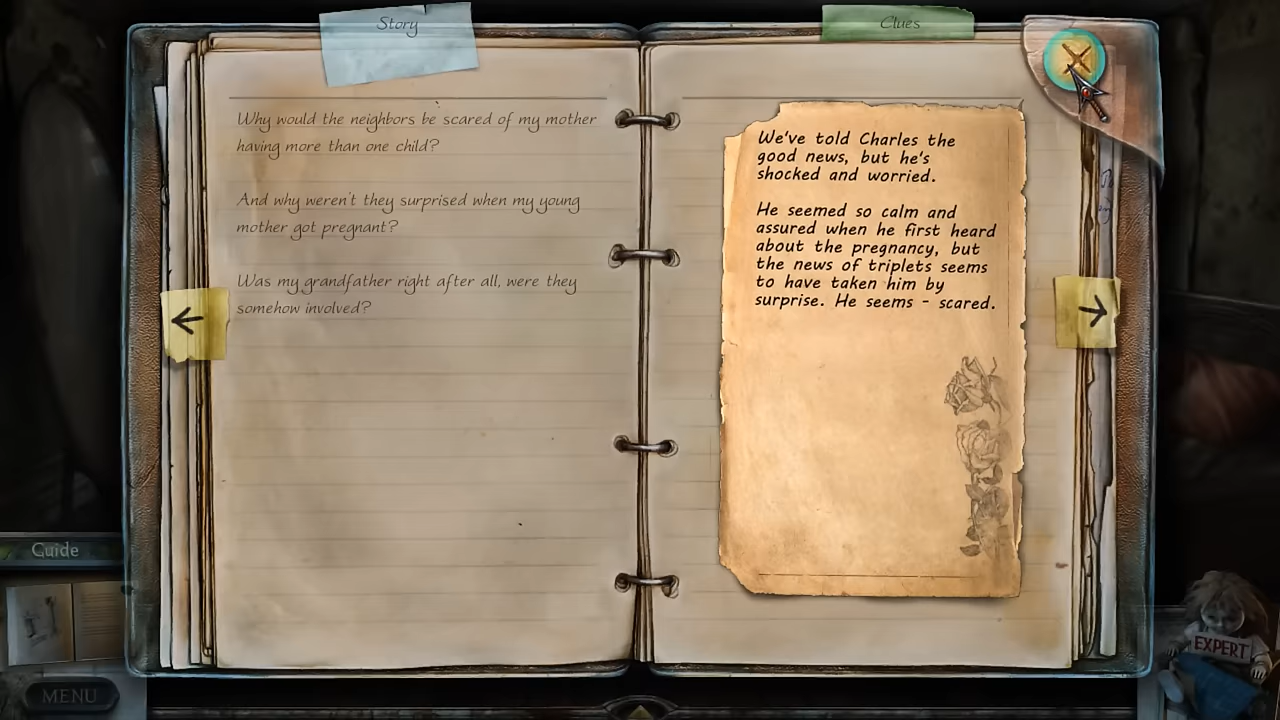 Story
Clues
Why would the neighbors be scared of my mother
having more than one child?
And why weren't they surprised when my young
mother got pregnant?
Was my grandfather right after all, were they
somehow involved?
We've told Charles the
good news, but he's
shocked and worried.
He seemed so calm and
assured when he first heard
about the pregnancy, but
the news of triplets seems
to have taken him by
surprise. He seems - scared.
Guide
MENU
EXPERT